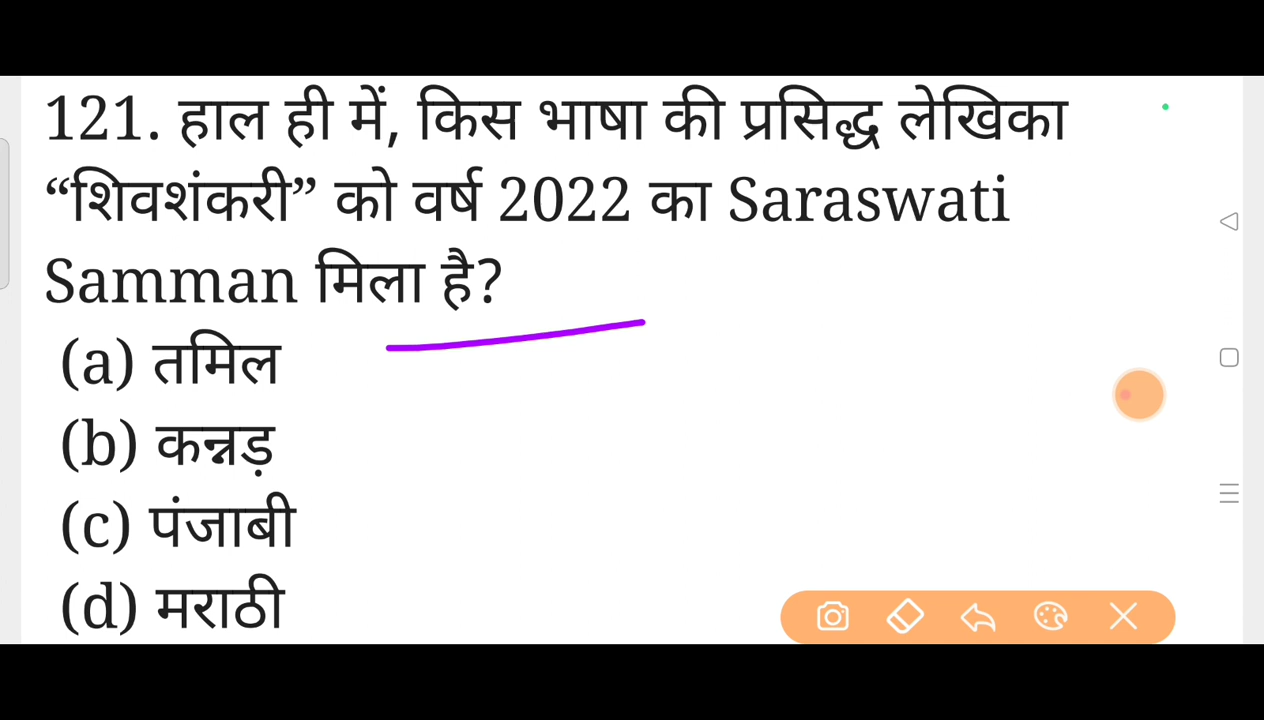 121. हाल ही में, किस भाषा की प्रसिद्ध लेखिका
“शिवशंकरी” को वर्ष 2022 का Saraswati
Samman मिला है?
(a) तमिल
(b) कन्नड़
(c) पंजाबी
(d) मराठी